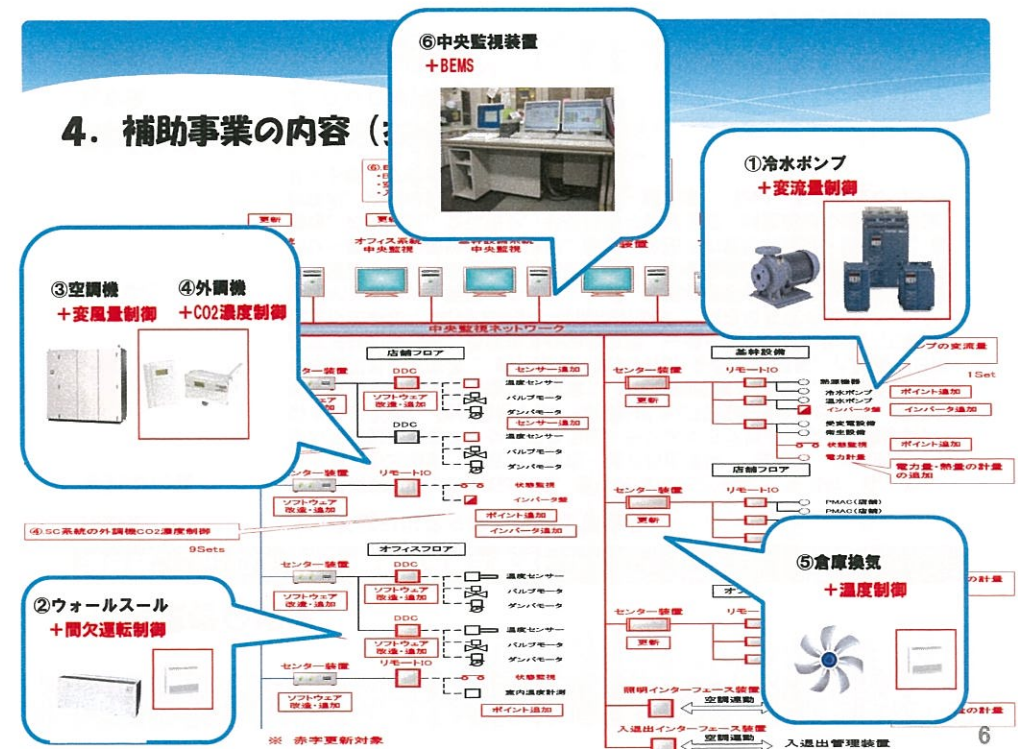 4. 補助事業の内容（
⑥中央監視装置
＋BEMS
①冷水ポンプ
＋変流量制御
③空調機
＋変風量制御
④外調機
＋CO2濃度制御
更新
オフィス系統
中央監視
中央監視
装置
中央監視ネットワーク
店舗フロア
DDC
ソフトウェア
改造・追加
センサー追加
温度センサー
バルブモータ
ダンパモータ
センサー追加
DDC
温度センサー
バルブモータ
ダンパモータ
センター装置
リモートIO
ソフトウェア
改造・追加
状態監視
インバータ盤
ポイント追加
インバータ追加
④SC系統の外調機CO2濃度制御
9Sets
オフィスフロア
センター装置
DDC
ソフトウェア
改造・追加
ソフトウェア
改造・追加
温度センサー
バルブモータ
ダンパモータ
DDC
ソフトウェア
改造・追加
温度センサー
バルブモータ
ダンパモータ
センター装置
リモートIO
ソフトウェア
改造・追加
状態監視
室内温度計測
ポイント追加
②ウォールスール
＋間欠運転制御
※ 赤字更新対象
基幹設備
プの変流量
1Set
センター装置
更新
リモートIO
熱源機器
冷水ポンプ
温水ポンプ
インバータ盤
ポイント追加
インバータ追加
受変電設備
衛生設備
状態監視
電力計量
ポイント追加
電力量・熱量の計量
の追加
店舗フロア
センター装置
更新
リモートIO
PMAC(店舗)
PMAC(店舗)
⑤倉庫換気
＋温度制御
の計量
センター装置
更新
リモー
の計量
照明インターフェース装置
空調連動
入退出インターフェース装置
空調連動
入退出管理装置
6